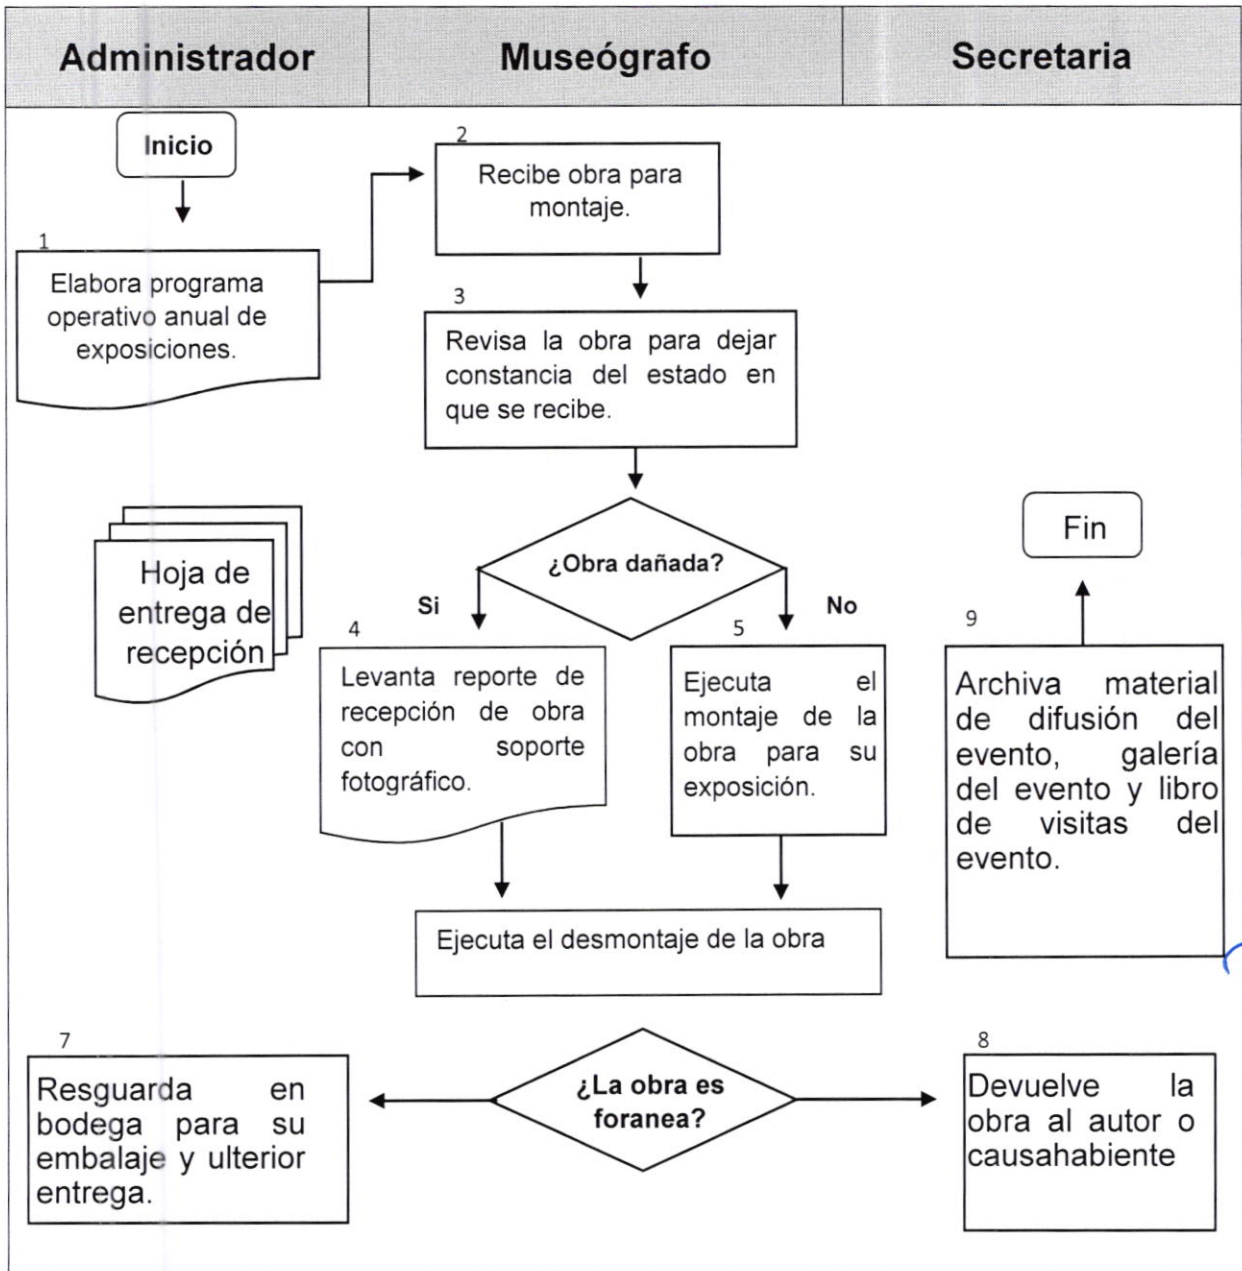 Administrador
Museógrafo
Secretaria
Inicio
1
Elabora programa
operativo anual de
exposiciones.
2
Recibe obra para
montaje.
3
Revisa la obra para dejar
constancia del estado en
que se recibe.
Hoja de
entrega de
recepción
¿Obra dañada?
Si
No
4
Levanta reporte de
recepción de obra
con soporte
fotográfico.
5
Ejecuta el
montaje de la
obra para su
exposición.
Fin
9
Archiva material
de difusión del
evento, galería
del evento y libro
de visitas del
evento.
Ejecuta el desmontaje de la obra
7
Resguarda en
bodega para su
embalaje y ulterior
entrega.
¿La obra es
foranea?
8
Devuelve la
obra al autor o
causahabiente